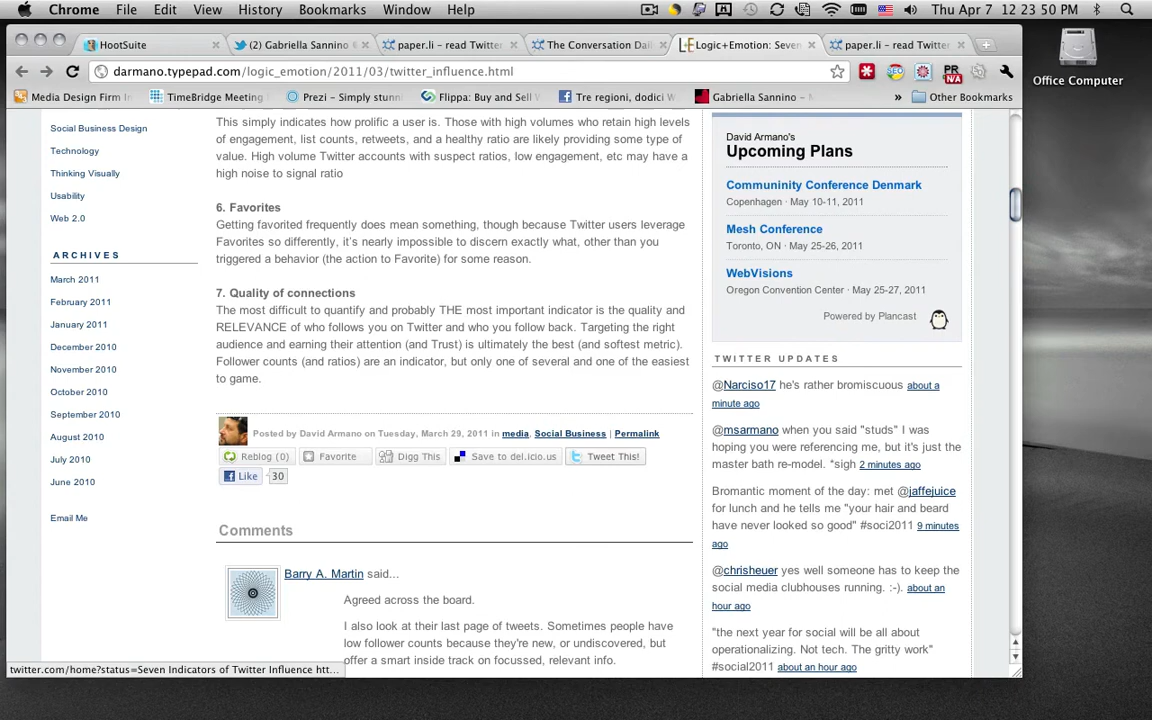 Chrome File Edit View History Bookmarks Window Help Thu Apr 7 12 23 50 PM
HootSuite
(2) Gabriella Sannino
paper.li - read Twitter
The Conversation Dail
Logic+Emotion: Seven
paper.li - read Twitter
darmano.typepad.com/logic_emotion/2011/03/twitter_influence.html
PR
N/A
Media Design Firm In
TimeBridge Meeting
Prezi - Simply stunni
Flippa: Buy and Sell W
Tre regioni, dodici W
Gabriella Sannino -
» Other Bookmarks
Social Business Design
Technology
Thinking Visually
Usability
Web 2.0
ARCHIVES
March 2011
February 2011
January 2011
December 2010
November 2010
October 2010
September 2010
August 2010
July 2010
June 2010
Email Me
This simply indicates how prolific a user is. Those with high volumes who retain high levels
of engagement, list counts, retweets, and a healthy ratio are likely providing some type of
value. High volume Twitter accounts with suspect ratios, low engagement, etc may have a
high noise to signal ratio
6. Favorites
Getting favorited frequently does mean something, though because Twitter users leverage
Favorites so differently, it's nearly impossible to discern exactly what, other than you
triggered a behavior (the action to Favorite) for some reason.
7. Quality of connections
The most difficult to quantify and probably THE most important indicator is the quality and
RELEVANCE of who follows you on Twitter and who you follow back. Targeting the right
audience and earning their attention (and Trust) is ultimately the best (and softest metric).
Follower counts (and ratios) are an indicator, but only one of several and one of the easiest
to game.
Posted by David Armano on Tuesday, March 29, 2011 in media, Social Business | Permalink
Reblog (0) Favorite Digg This Save to del.icio.us Tweet This!
Like 30
Comments
Barry A. Martin said...
Agreed across the board.
I also look at their last page of tweets. Sometimes people have
low follower counts because they're new, or undiscovered, but
offer a smart inside track on focussed, relevant info.
David Armano's
Upcoming Plans
Communinity Conference Denmark
Copenhagen · May 10-11, 2011
Mesh Conference
Toronto, ON · May 25-26, 2011
WebVisions
Oregon Convention Center · May 25-27, 2011
Powered by Plancast
TWITTER UPDATES
@Narciso17 he's rather bromiscuous about a
minute ago
@msarmano when you said "studs" I was
hoping you were referencing me, but it's just the
master bath re-model. *sigh 2 minutes ago
Bromantic moment of the day: met @jaffejuice
for lunch and he tells me "your hair and beard
have never looked so good" #soci2011 9 minutes
ago
@chrisheuer yes well someone has to keep the
social media clubhouses running. :-). about an
hour ago
"the next year for social will be all about
operationalizing. Not tech. The gritty work"
#social2011 about an hour ago
twitter.com/home?status=Seven Indicators of Twitter Influence htt...
Office Computer